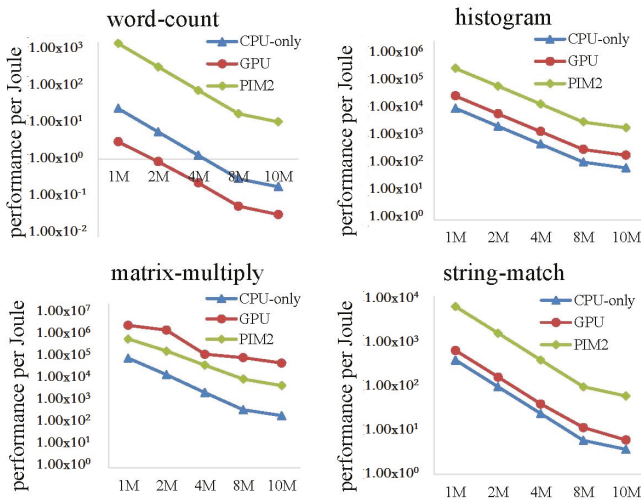 word-count
performance per Joule
1.00x10³
1.00x10²
1.00x10¹
1.00x10⁰
1.00x10⁻¹
1.00x10⁻²
CPU-only
GPU
PIM2
1M 2M 4M 8M 10M
histogram
performance per Joule
1.00x10⁶
1.00x10⁵
1.00x10⁴
1.00x10³
1.00x10²
1.00x10¹
1.00x10⁰
CPU-only
GPU
PIM2
1M 2M 4M 8M 10M
matrix-multiply
performance per Joule
1.00x10⁷
1.00x10⁶
1.00x10⁵
1.00x10⁴
1.00x10³
1.00x10²
1.00x10¹
1.00x10⁰
CPU-only
GPU
PIM2
1M 2M 4M 8M 10M
string-match
performance per Joule
1.00x10⁴
1.00x10³
1.00x10²
1.00x10¹
1.00x10⁰
CPU-only
GPU
PIM2
1M 2M 4M 8M 10M